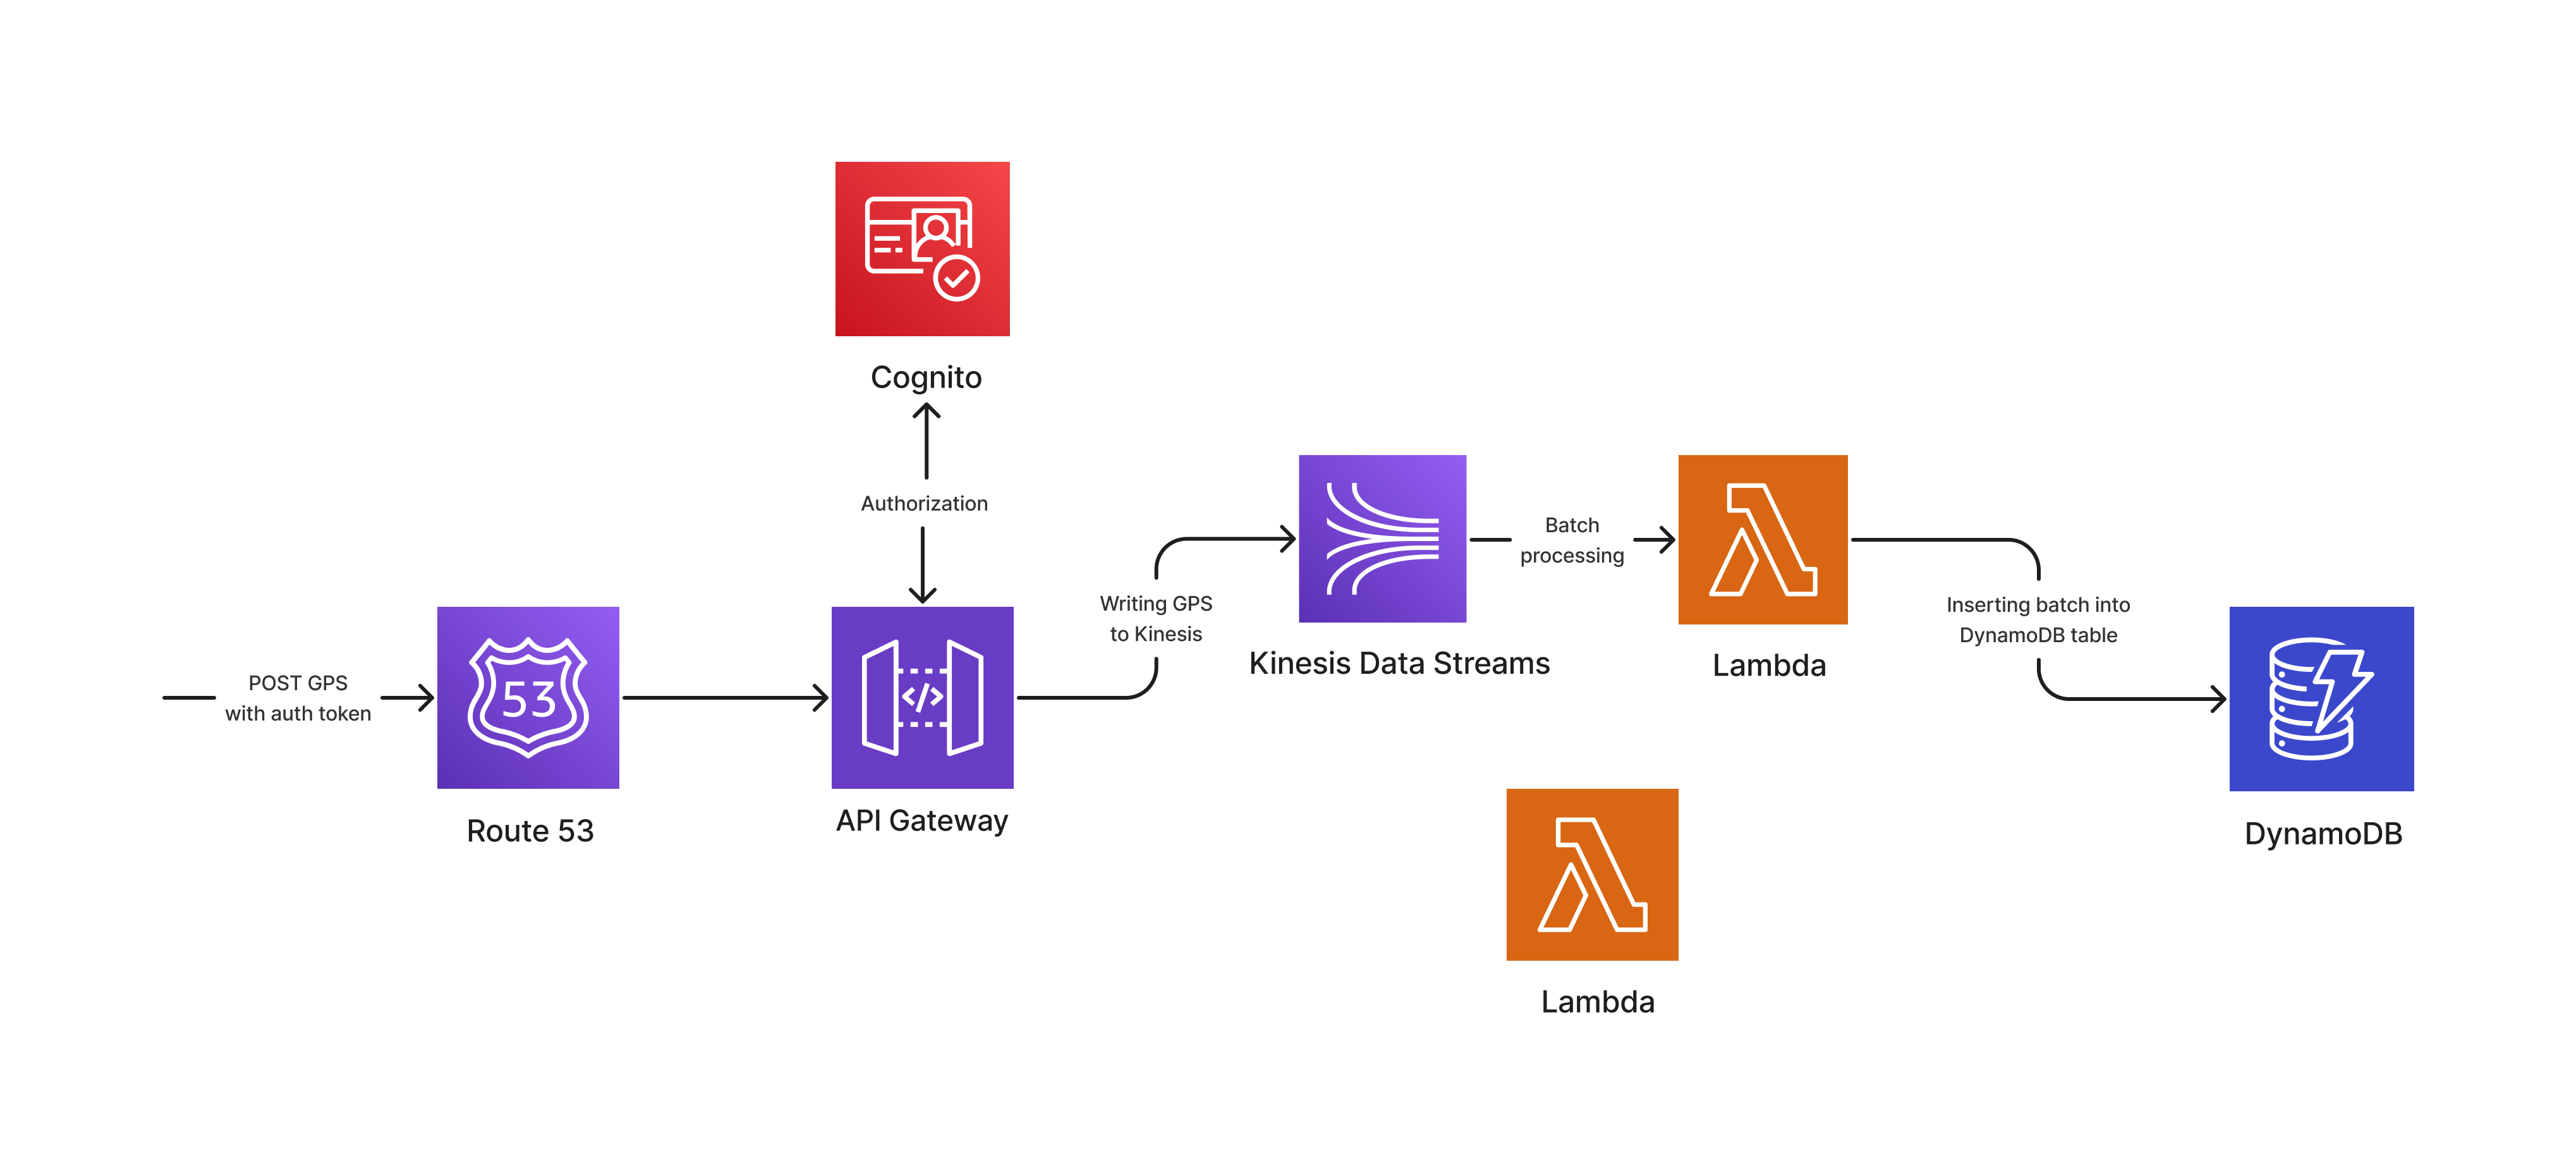 Cognito
Authorization
POST GPS
with auth token
53
Route 53
</>
API Gateway
Writing GPS
to Kinesis
Kinesis Data Streams
Batch
processing
Lambda
Inserting batch into
DynamoDB table
DynamoDB
Lambda